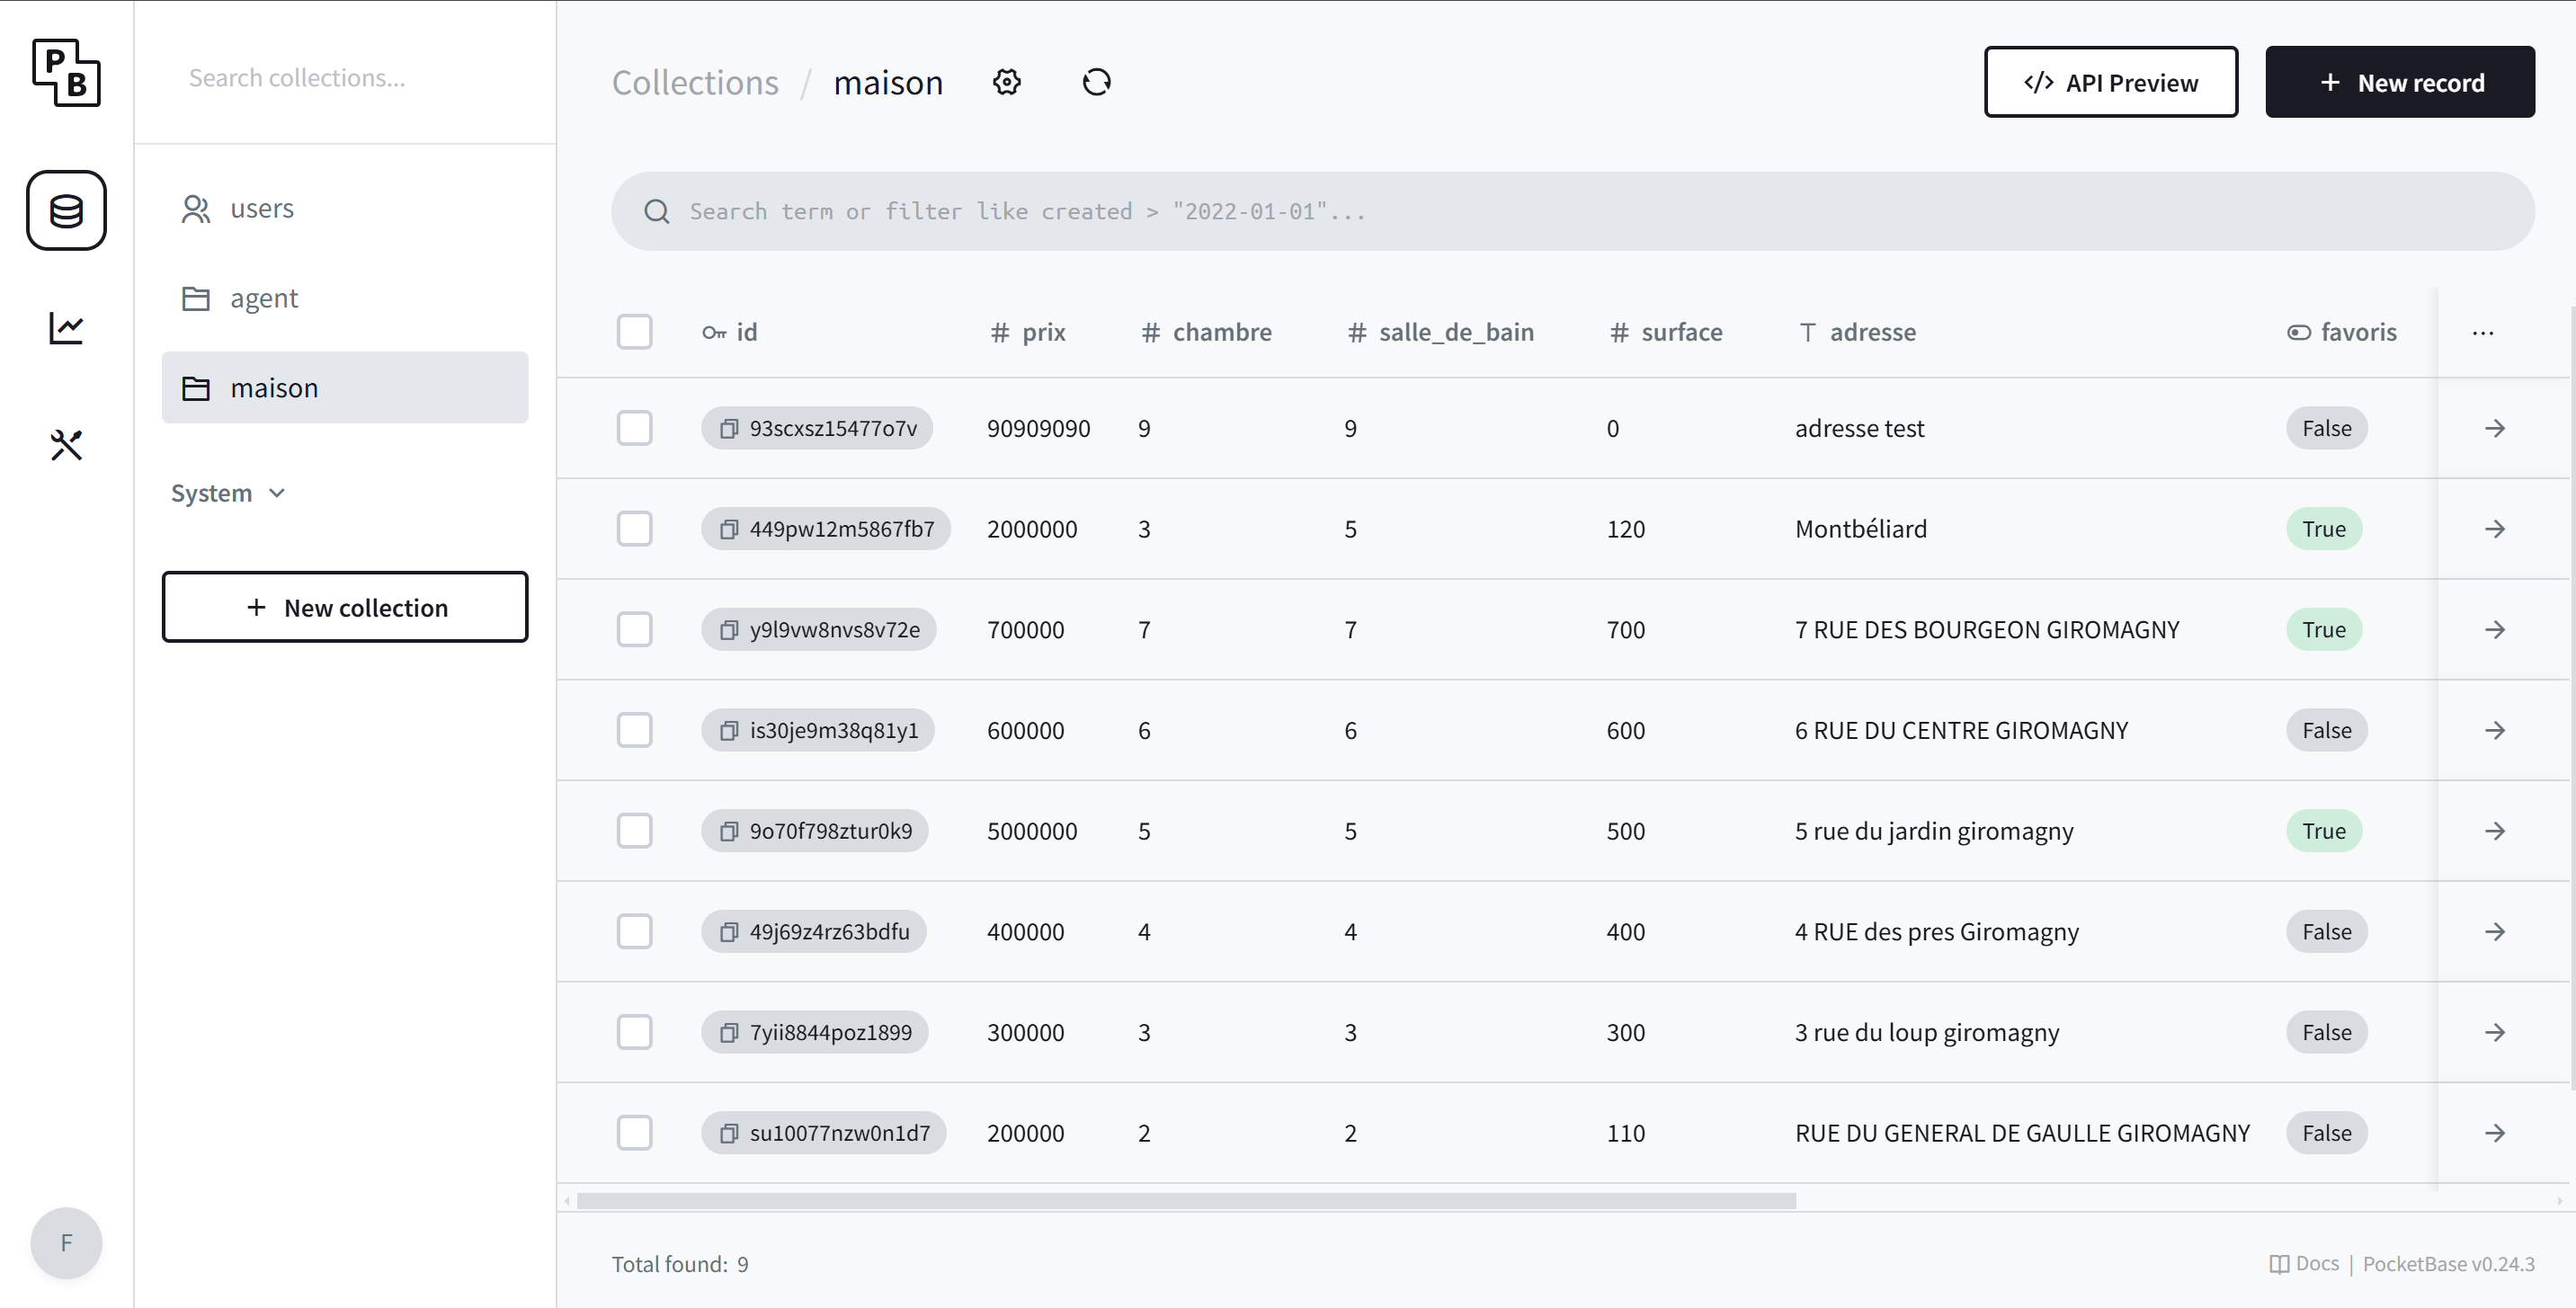 PB
Search collections...
users
agent
maison
System
+ New collection
F
Collections / maison
</> API Preview
+ New record
Search term or filter like created > "2022-01-01"...
id # prix # chambre # salle_de_bain # surface T adresse favoris ...
93scxsz15477o7v 90909090 9 9 0 adresse test False
449pw12m5867fb7 2000000 3 5 120 Montbéliard True
y9l9vw8nvs8v72e 700000 7 7 700 7 RUE DES BOURGEON GIROMAGNY True
is30je9m38q81y1 600000 6 6 600 6 RUE DU CENTRE GIROMAGNY False
9o70f798ztur0k9 5000000 5 5 500 5 rue du jardin giromagny True
49j69z4rz63bdfu 400000 4 4 400 4 RUE des pres Giromagny False
7yii8844poz1899 300000 3 3 300 3 rue du loup giromagny False
su10077nzw0n1d7 200000 2 2 110 RUE DU GENERAL DE GAULLE GIROMAGNY False
Total found: 9
Docs | PocketBase v0.24.3